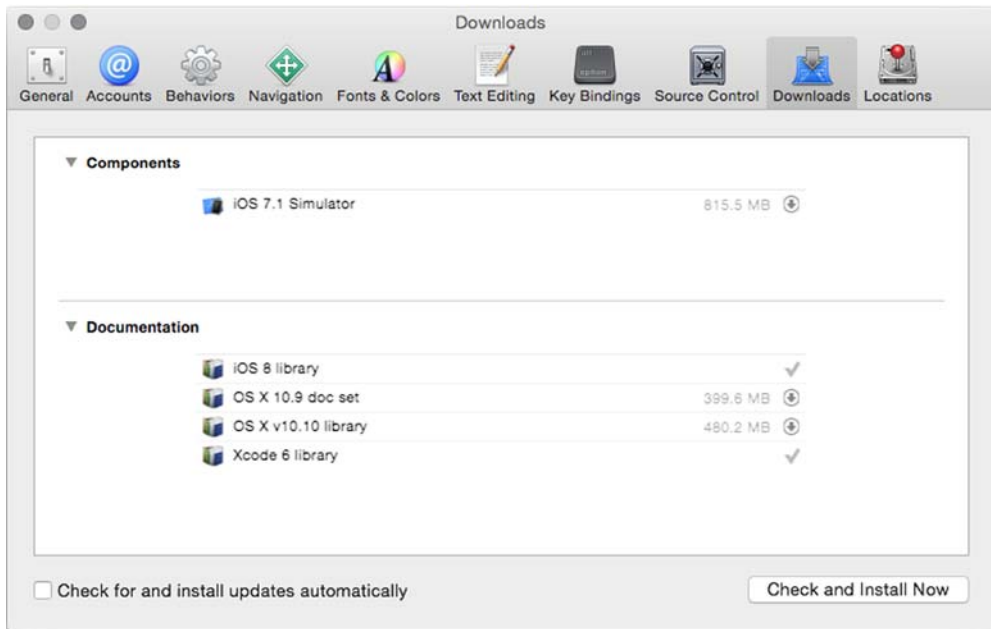 Downloads
General Accounts Behaviors Navigation Fonts & Colors Text Editing Key Bindings Source Control Downloads Locations
Components
iOS 7.1 Simulator 815.5 MB
Documentation
iOS 8 library
OS X 10.9 doc set 399.6 MB
OS X v10.10 library 480.2 MB
Xcode 6 library
Check for and install updates automatically Check and Install Now